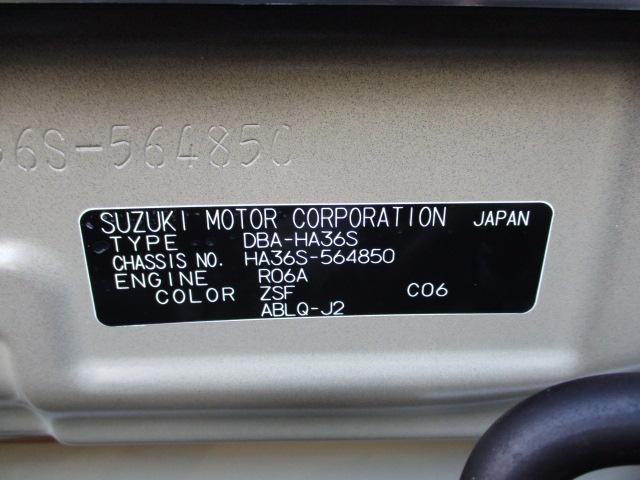 36S-564850
SUZUKI MOTOR CORPORATION JAPAN
TYPE DBA-HA36S
CHASSIS NO. HA36S-564850
ENGINE R06A
COLOR ZSF C06
ABLQ-J2